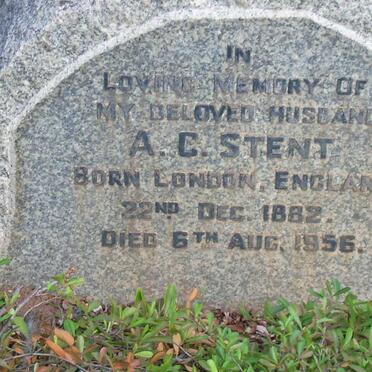 IN
LOVING MEMORY OF
MY BELOVED HUSBAND
A. C. STENT
BORN LONDON, ENGLAN
22ND DEC. 1882.
DIED 6TH AUG. 1956.